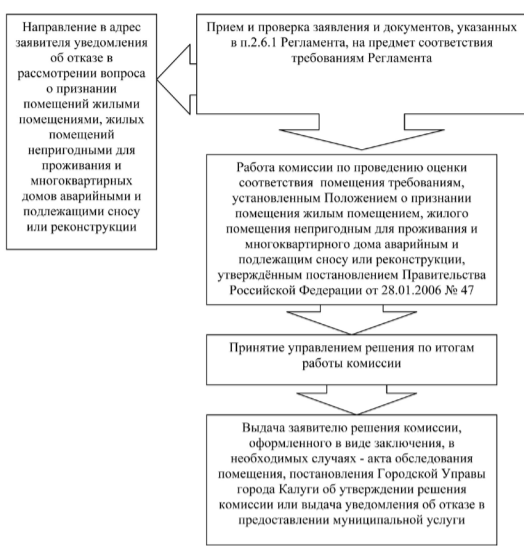 Направление в адрес
заявителя уведомления
об отказе в
рассмотрении вопроса
о признании
помещений жилыми
помещениями, жилых
помещений
непригодными для
проживания и
многоквартирных
домов аварийными и
подлежащими сносу
или реконструкции
Прием и проверка заявления и документов, указанных
в п.2.6.1 Регламента, на предмет соответствия
требованиям Регламента
Работа комиссии по проведению оценки
соответствия помещения требованиям,
установленным Положением о признании
помещения жилым помещением, жилого
помещения непригодным для проживания и
многоквартирного дома аварийным и
подлежащим сносу или реконструкции,
утверждённым постановлением Правительства
Российской Федерации от 28.01.2006 № 47
Принятие управлением решения по итогам
работы комиссии
Выдача заявителю решения комиссии,
оформленного в виде заключения, в
необходимых случаях - акта обследования
помещения, постановления Городской Управы
города Калуги об утверждении решения
комиссии или выдача уведомления об отказе в
предоставлении муниципальной услуги